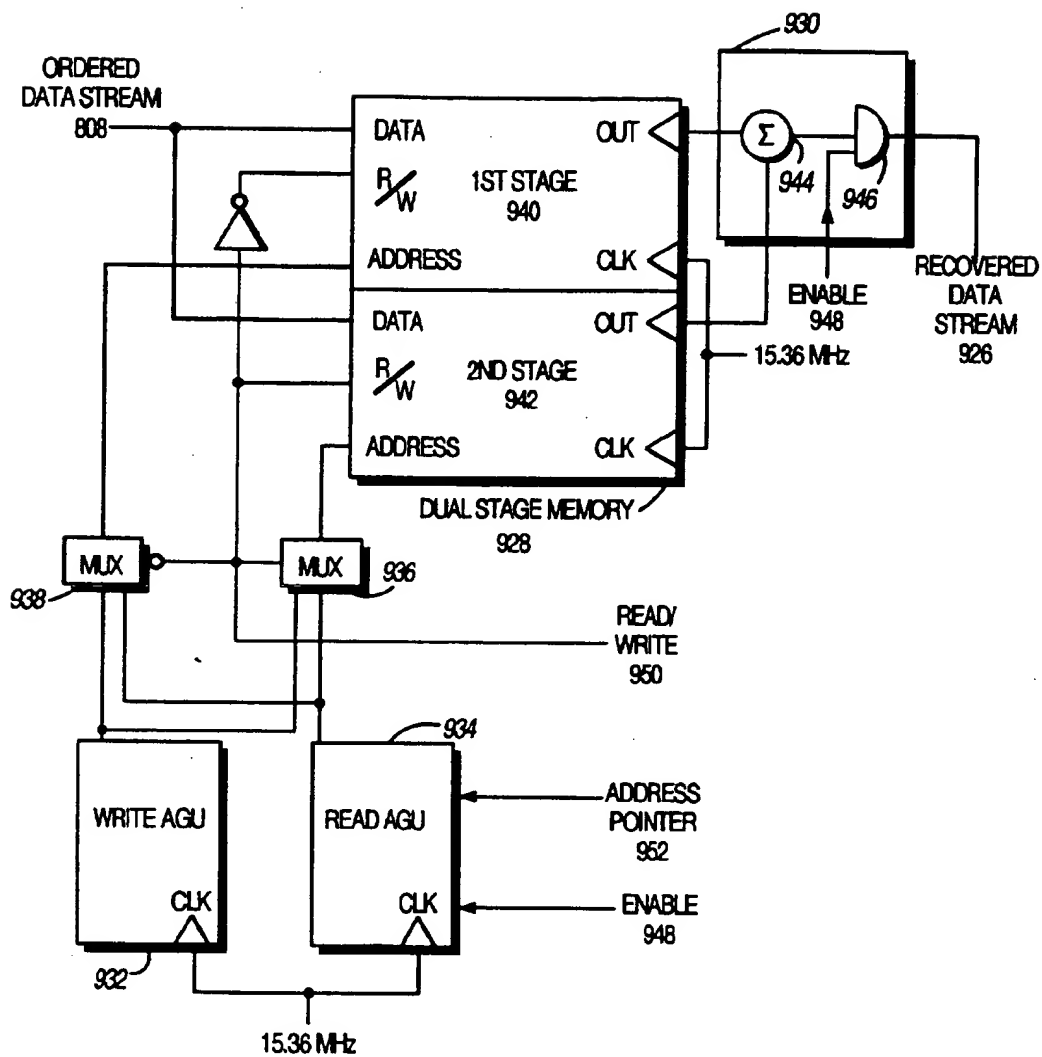 930
ORDERED
DATA STREAM
808
DATA
OUT
Σ
944
946
R/W
1ST STAGE
940
ADDRESS
CLK
ENABLE
948
RECOVERED
DATA
STREAM
926
DATA
OUT
15.36 MHz
R/W
2ND STAGE
942
ADDRESS
CLK
DUAL STAGE MEMORY
928
MUX
938
MUX
936
READ/
WRITE
950
934
WRITE AGU
READ AGU
ADDRESS
POINTER
952
CLK
CLK
ENABLE
948
932
15.36 MHz